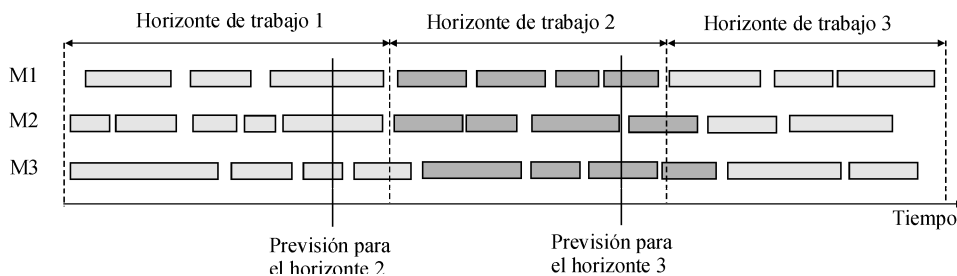 Horizonte de trabajo 1
Horizonte de trabajo 2
Horizonte de trabajo 3
M1
M2
M3
Tiempo
Previsión para
el horizonte 2
Previsión para
el horizonte 3